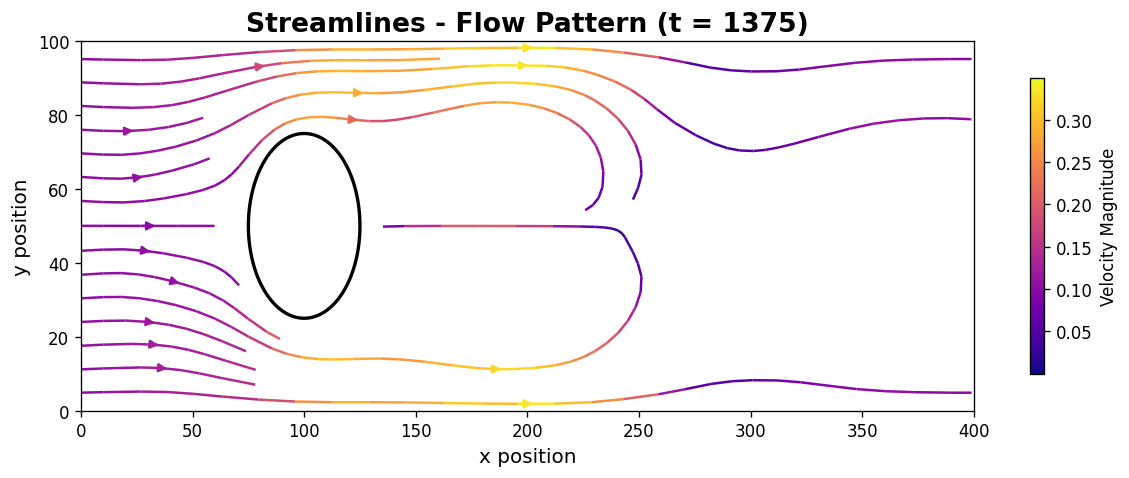 Streamlines - Flow Pattern (t = 1375)
100
80
60
40
20
0
y position
0 50 100 150 200 250 300 350 400
x position
0.30
0.25
0.20
0.15
0.10
0.05
Velocity Magnitude